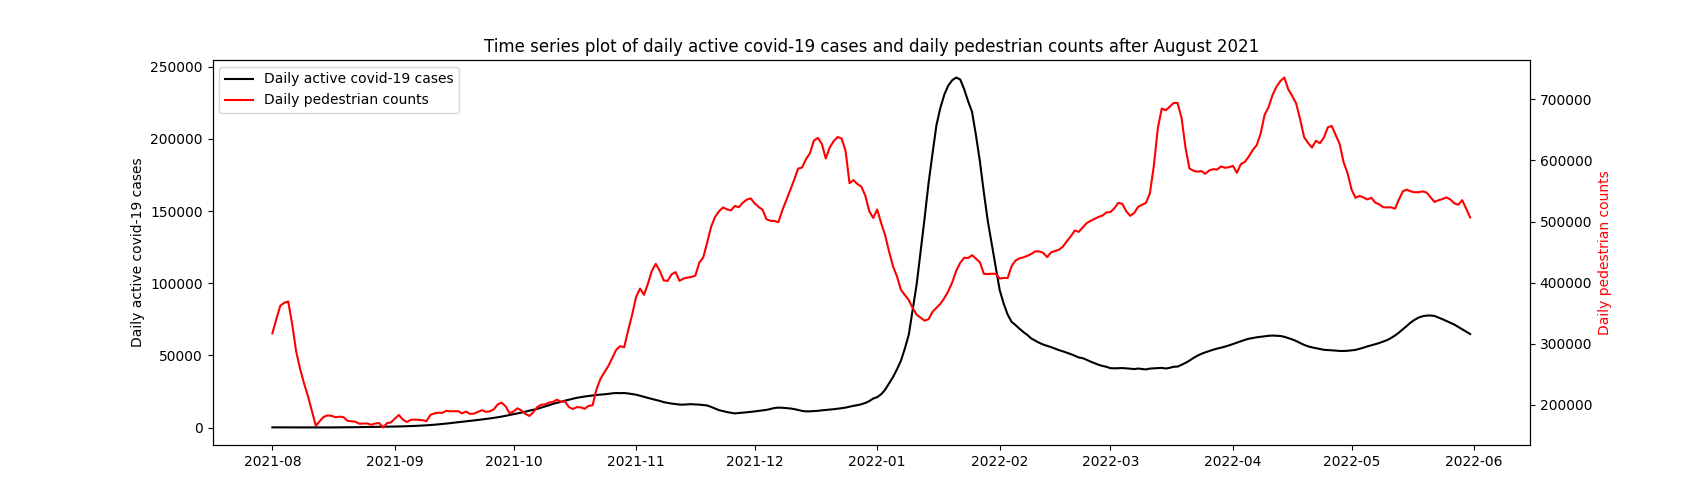 Time series plot of daily active covid-19 cases and daily pedestrian counts after August 2021
Daily active covid-19 cases
Daily pedestrian counts
Daily active covid-19 cases
250000
200000
150000
100000
50000
0
700000
600000
500000
400000
300000
200000
Daily pedestrian counts
2021-08 2021-09 2021-10 2021-11 2021-12 2022-01 2022-02 2022-03 2022-04 2022-05 2022-06